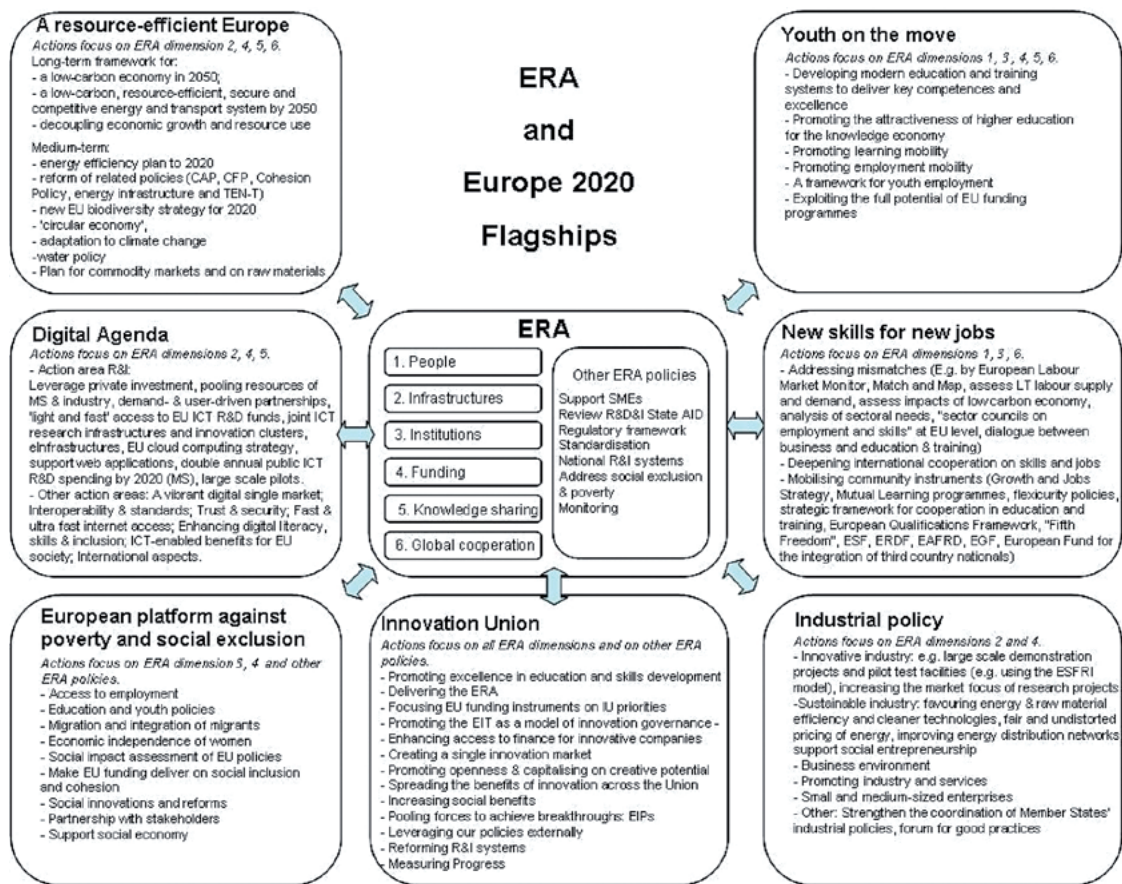 A resource-efficient Europe
Actions focus on ERA dimension 2, 4, 5, 6.
Long-term framework for:
- a low-carbon economy in 2050;
- a low-carbon, resource-efficient, secure and
competitive energy and transport system by 2050
- decoupling economic growth and resource use
Medium-term:
- energy efficiency plan to 2020
- reform of related policies (CAP, CFP, Cohesion
Policy, energy infrastructure and TEN-T)
- new EU biodiversity strategy for 2020
- 'circular economy',
- adaptation to climate change
-water policy
- Plan for commodity markets and on raw materials
ERA
and
Europe 2020
Flagships
Youth on the move
Actions focus on ERA dimensions 1, 3, 4, 5, 6.
- Developing modern education and training
systems to deliver key competences and
excellence
- Promoting the attractiveness of higher education
for the knowledge economy
- Promoting learning mobility
- Promoting employment mobility
- A framework for youth employment
- Exploiting the full potential of EU funding
programmes
Digital Agenda
Actions focus on ERA dimensions 2, 4, 5.
- Action area R&I:
Leverage private investment, pooling resources of
MS & industry, demand- & user-driven partnerships,
'light and fast' access to EU ICT R&D funds, joint ICT
research infrastructures and innovation clusters,
eInfrastructures, EU cloud computing strategy,
support web applications, double annual public ICT
R&D spending by 2020 (MS), large scale pilots.
- Other action areas: A vibrant digital single market;
Interoperability & standards; Trust & security; Fast &
ultra fast internet access; Enhancing digital literacy,
skills & inclusion; ICT-enabled benefits for EU
society; International aspects.
ERA
1. People
2. Infrastructures
3. Institutions
4. Funding
5. Knowledge sharing
6. Global cooperation
Other ERA policies
Support SMEs
Review R&D&I State AID
Regulatory framework
Standardisation
National R&I systems
Address social exclusion
& poverty
Monitoring
New skills for new jobs
Actions focus on ERA dimensions 1, 3, 6.
- Addressing mismatches (E.g. by European Labour
Market Monitor, Match and Map, assess LT labour supply
and demand, assess impacts of low carbon economy,
analysis of sectoral needs, "sector councils on
employment and skills" at EU level, dialogue between
business and education & training)
- Deepening international cooperation on skills and jobs
- Mobilising community instruments (Growth and Jobs
Strategy, Mutual Learning programmes, flexicurity policies,
strategic framework for cooperation in education and
training, European Qualifications Framework, "Fifth
Freedom", ESF, ERDF, EAFRD, EGF, European Fund for
the integration of third country nationals)
European platform against
poverty and social exclusion
Actions focus on ERA dimension 3, 4 and other
ERA policies.
- Access to employment
- Education and youth policies
- Migration and integration of migrants
- Economic independence of women
- Social impact assessment of EU policies
- Make EU funding deliver on social inclusion
and cohesion
- Social innovations and reforms
- Partnership with stakeholders
- Support social economy
Innovation Union
Actions focus on all ERA dimensions and on other ERA
policies.
- Promoting excellence in education and skills development
- Delivering the ERA
- Focusing EU funding instruments on IU priorities
- Promoting the EIT as a model of innovation governance -
- Enhancing access to finance for innovative companies
- Creating a single innovation market
- Promoting openness & capitalising on creative potential
- Spreading the benefits of innovation across the Union
- Increasing social benefits
- Pooling forces to achieve breakthroughs: EIPs
- Leveraging our policies externally
- Reforming R&I systems
- Measuring Progress
Industrial policy
Actions focus on ERA dimensions 2 and 4.
- Innovative industry: e.g. large scale demonstration
projects and pilot test facilities (e.g. using the ESFRI
model), increasing the market focus of research projects
-Sustainable industry: favouring energy & raw material
efficiency and cleaner technologies, fair and undistorted
pricing of energy, improving energy distribution networks
support social entrepreneurship
- Business environment
- Promoting industry and services
- Small and medium-sized enterprises
- Other: Strengthen the coordination of Member States'
industrial policies, forum for good practices